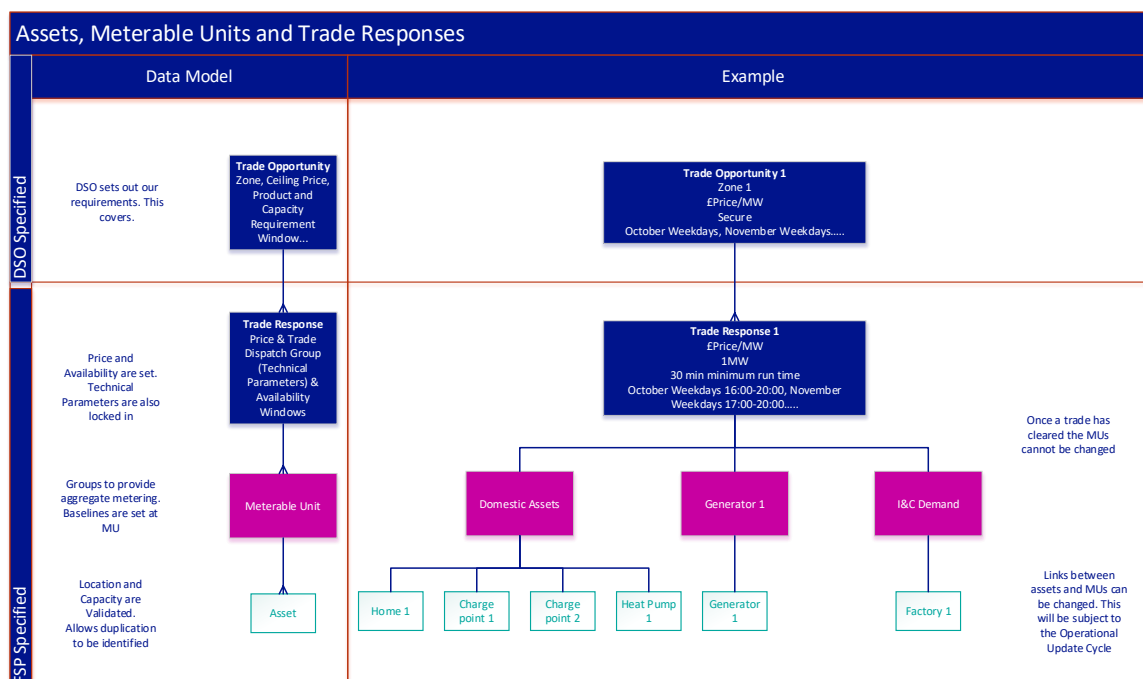 Assets, Meterable Units and Trade Responses
Data Model
Example
DSO Specified
DSO sets out our
requirements. This
covers.
Trade Opportunity
Zone, Ceiling Price,
Product and
Capacity
Requirement
Window...
Trade Opportunity 1
Zone 1
£Price/MW
Secure
October Weekdays, November Weekdays.....
FSP Specified
Price and
Availability are set.
Technical
Parameters are also
locked in
Trade Response
Price & Trade
Dispatch Group
(Technical
Parameters) &
Availability
Windows
Trade Response 1
£Price/MW
1MW
30 min minimum run time
October Weekdays 16:00-20:00, November
Weekdays 17:00-20:00.....
Once a trade has
cleared the MUs
cannot be changed
Groups to provide
aggregate metering.
Baselines are set at
MU
Meterable Unit
Domestic Assets
Generator 1
I&C Demand
Location and
Capacity are
Validated.
Allows duplication
to be identified
Asset
Home 1
Charge
point 1
Charge
point 2
Heat Pump
1
Generator
1
Factory 1
Links between
assets and MUs can
be changed. This
will be subject to
the Operational
Update Cycle